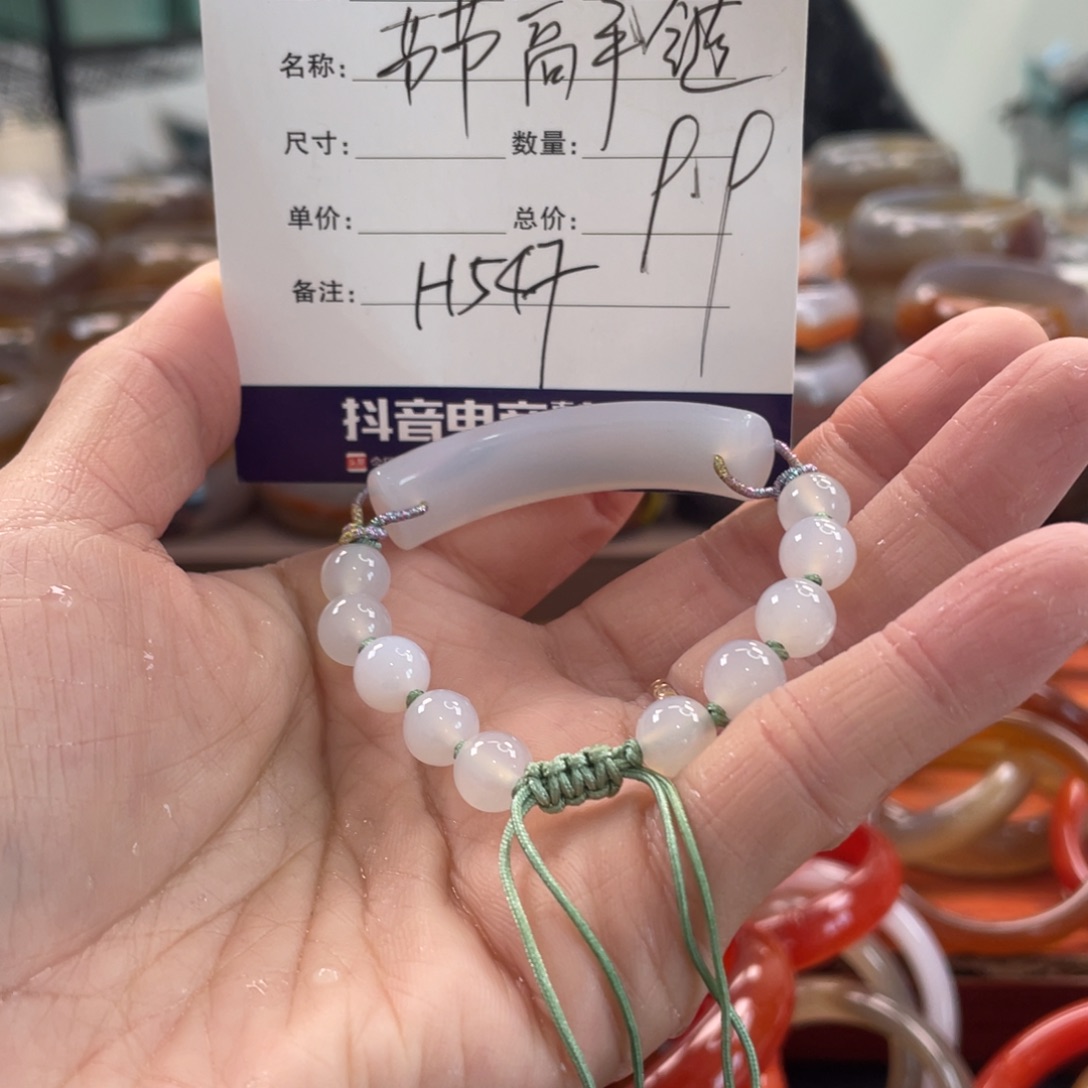 名称: 节节高手链
尺寸: 数量:
单价: 总价:
备注: H547
抖音电商